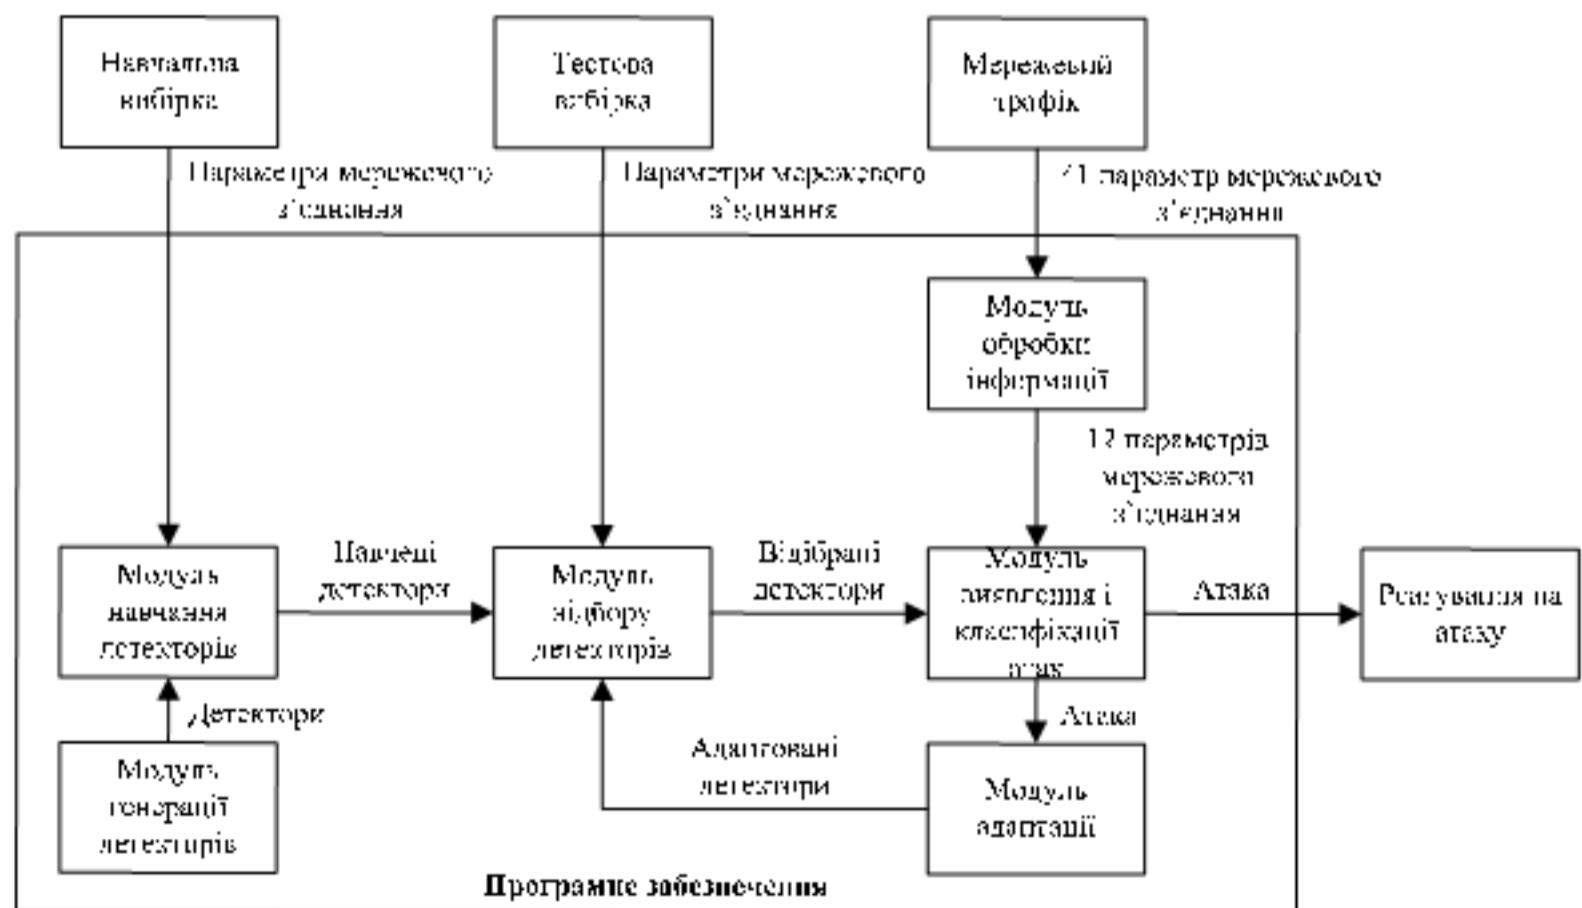 Навчальна
вибірка
Тестова
вибірка
Мережевий
трафік
Параметри мережевого
з`єднання
Параметри мережевого
з`єднання
41 параметр мережевого
з`єднання
Модуль
обробки
інформації
12 параметрів
мережевого
з`єднання
Модуль
навчання
детекторів
Навчені
детектори
Модуль
відбору
детекторів
Відібрані
детектори
Модуль
виявлення і
класифікації
атак
Атака
Реагування на
атаку
Детектори
Атака
Адаптовані
детектори
Модуль
генерації
детекторів
Модуль
адаптації
Програмне забезпечення